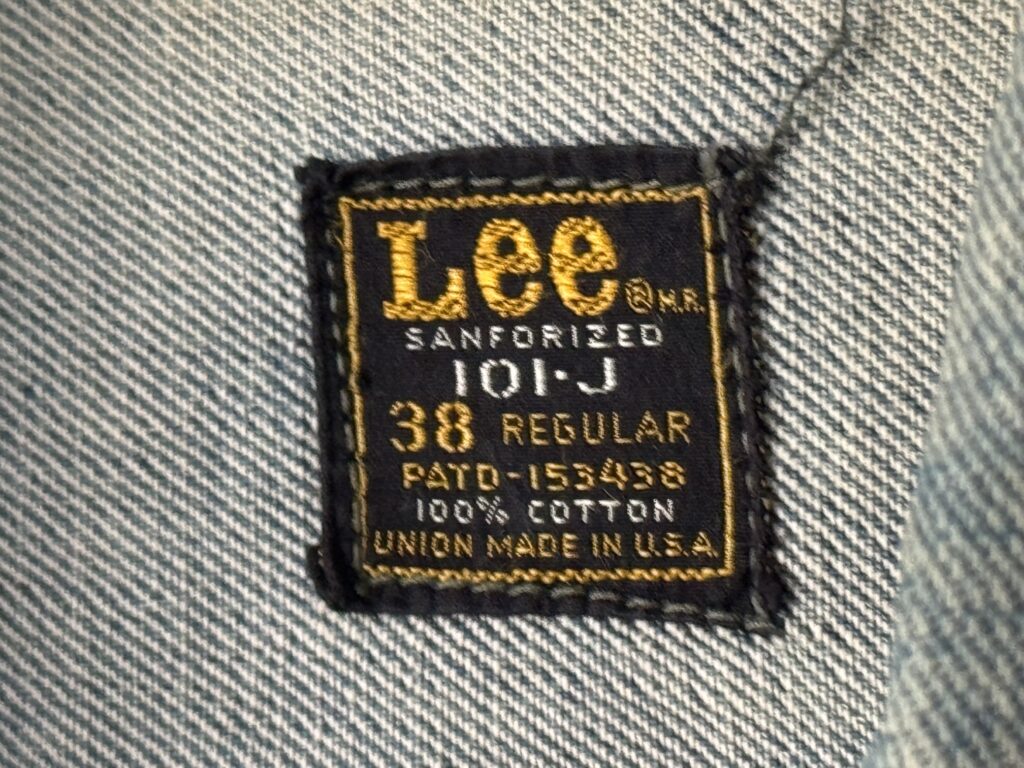 Lee ® M.R.
SANFORIZED
101·J
38 REGULAR
PATD-153438
100% COTTON
UNION MADE IN U.S.A.